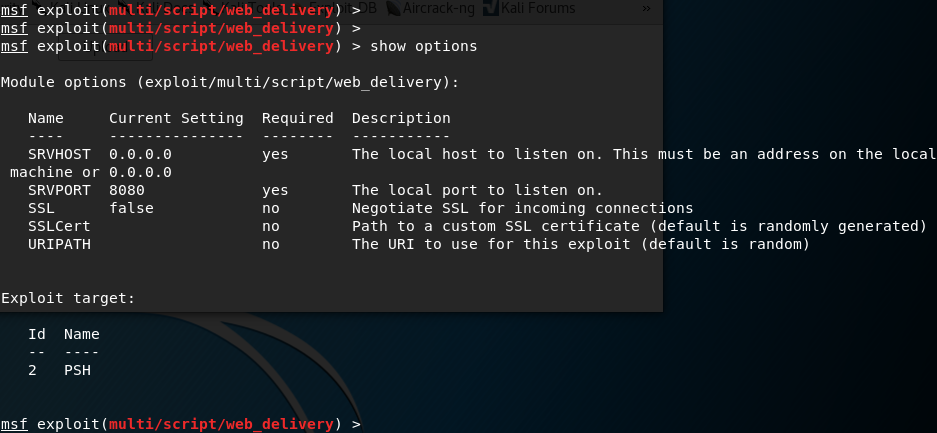 Kali Docs Kali Tools Exploit-DB Aircrack-ng Kali Forums »
msf exploit(multi/script/web_delivery) >
msf exploit(multi/script/web_delivery) >
msf exploit(multi/script/web_delivery) > show options
Module options (exploit/multi/script/web_delivery):
Name Current Setting Required Description
---- --------------- -------- -----------
SRVHOST 0.0.0.0 yes The local host to listen on. This must be an address on the local
machine or 0.0.0.0
SRVPORT 8080 yes The local port to listen on.
SSL false no Negotiate SSL for incoming connections
SSLCert no Path to a custom SSL certificate (default is randomly generated)
URIPATH no The URI to use for this exploit (default is random)
Exploit target:
Id Name
-- ----
2 PSH
msf exploit(multi/script/web_delivery) >